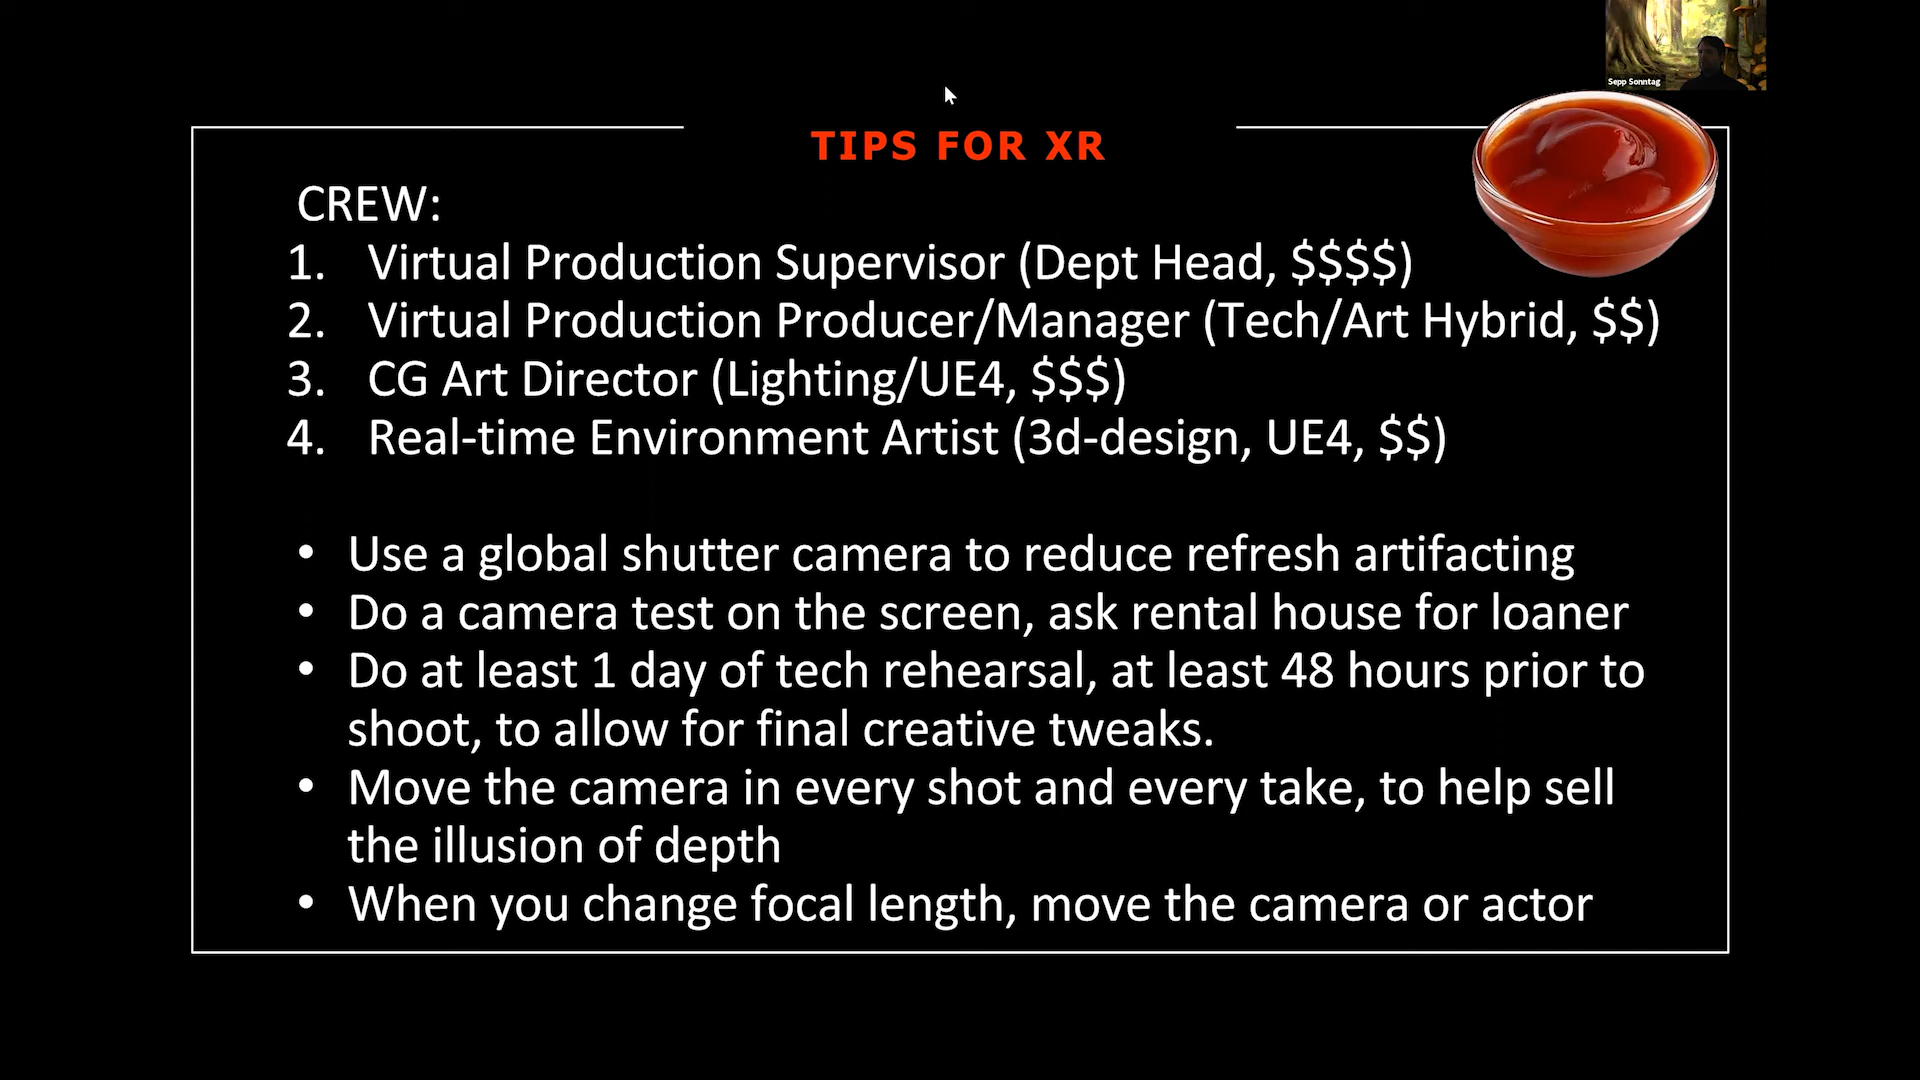 Sepp Sonntag
TIPS FOR XR
CREW:
1. Virtual Production Supervisor (Dept Head, $$$$)
2. Virtual Production Producer/Manager (Tech/Art Hybrid, $$)
3. CG Art Director (Lighting/UE4, $$$)
4. Real-time Environment Artist (3d-design, UE4, $$)
• Use a global shutter camera to reduce refresh artifacting
• Do a camera test on the screen, ask rental house for loaner
• Do at least 1 day of tech rehearsal, at least 48 hours prior to
shoot, to allow for final creative tweaks.
• Move the camera in every shot and every take, to help sell
the illusion of depth
• When you change focal length, move the camera or actor